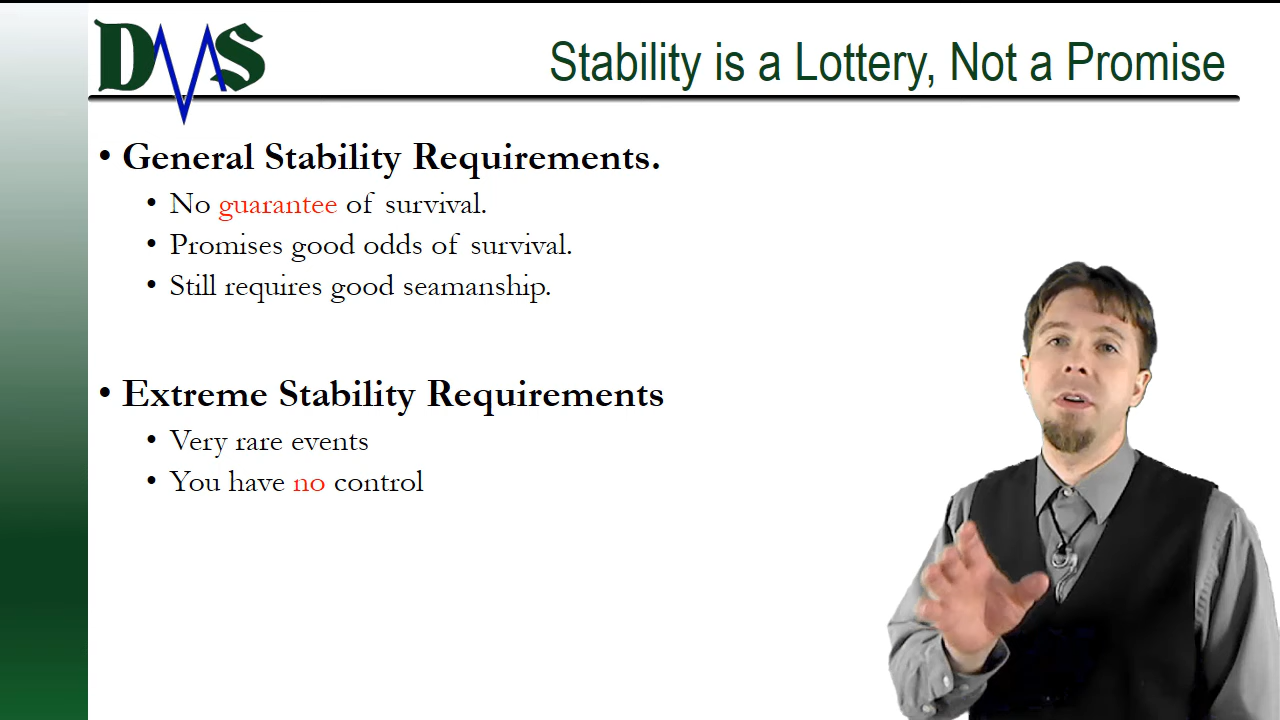 DMS
Stability is a Lottery, Not a Promise
• General Stability Requirements.
• No guarantee of survival.
• Promises good odds of survival.
• Still requires good seamanship.
• Extreme Stability Requirements
• Very rare events
• You have no control